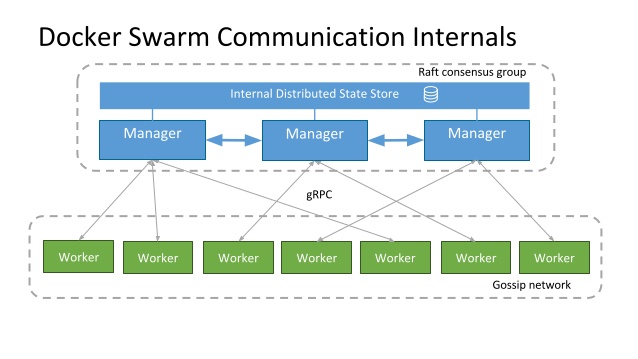 Docker Swarm Communication Internals
Raft consensus group
Internal Distributed State Store
Manager
Manager
Manager
gRPC
Worker
Worker
Worker
Worker
Worker
Worker
Worker
Gossip network